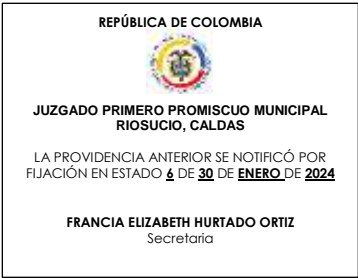 REPÚBLICA DE COLOMBIA
JUZGADO PRIMERO PROMISCUO MUNICIPAL
RIOSUCIO, CALDAS
LA PROVIDENCIA ANTERIOR SE NOTIFICÓ POR
FIJACIÓN EN ESTADO 6 DE 30 DE ENERO DE 2024
FRANCIA ELIZABETH HURTADO ORTIZ
Secretaria